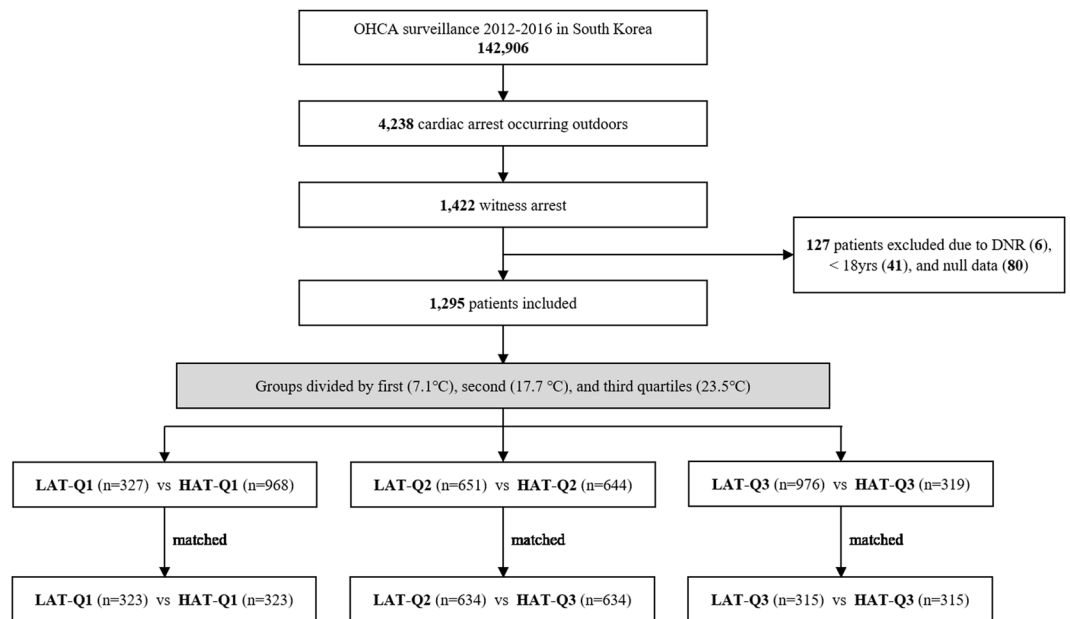 OHCA surveillance 2012-2016 in South Korea
142,906
4,238 cardiac arrest occurring outdoors
1,422 witness arrest
127 patients excluded due to DNR (6),
< 18yrs (41), and null data (80)
1,295 patients included
Groups divided by first (7.1℃), second (17.7 ℃), and third quartiles (23.5℃)
LAT-Q1 (n=327) vs HAT-Q1 (n=968)
LAT-Q2 (n=651) vs HAT-Q2 (n=644)
LAT-Q3 (n=976) vs HAT-Q3 (n=319)
matched
matched
matched
LAT-Q1 (n=323) vs HAT-Q1 (n=323)
LAT-Q2 (n=634) vs HAT-Q3 (n=634)
LAT-Q3 (n=315) vs HAT-Q3 (n=315)